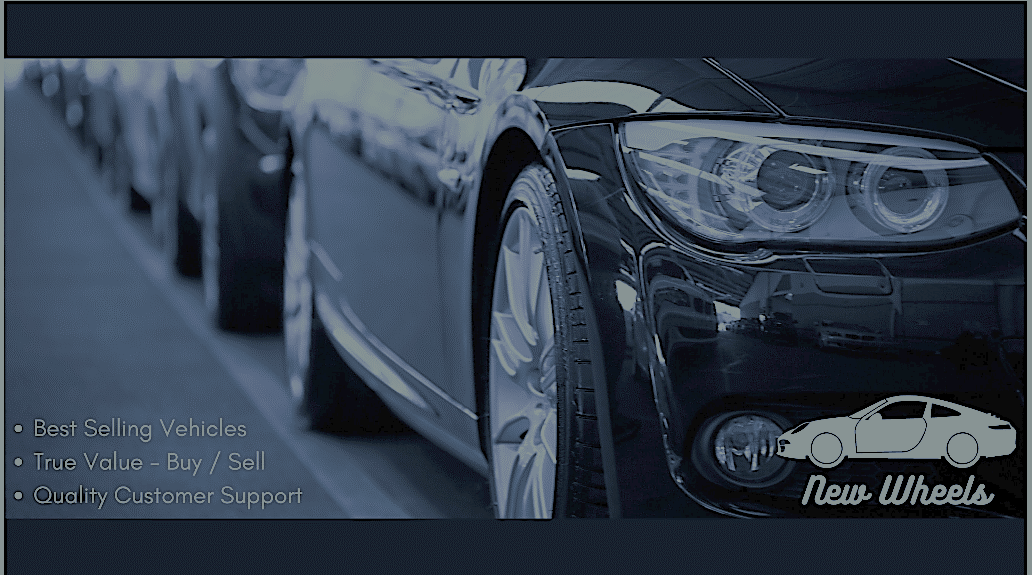 Best Selling Vehicles
True Value - Buy / Sell
Quality Customer Support
New Wheels